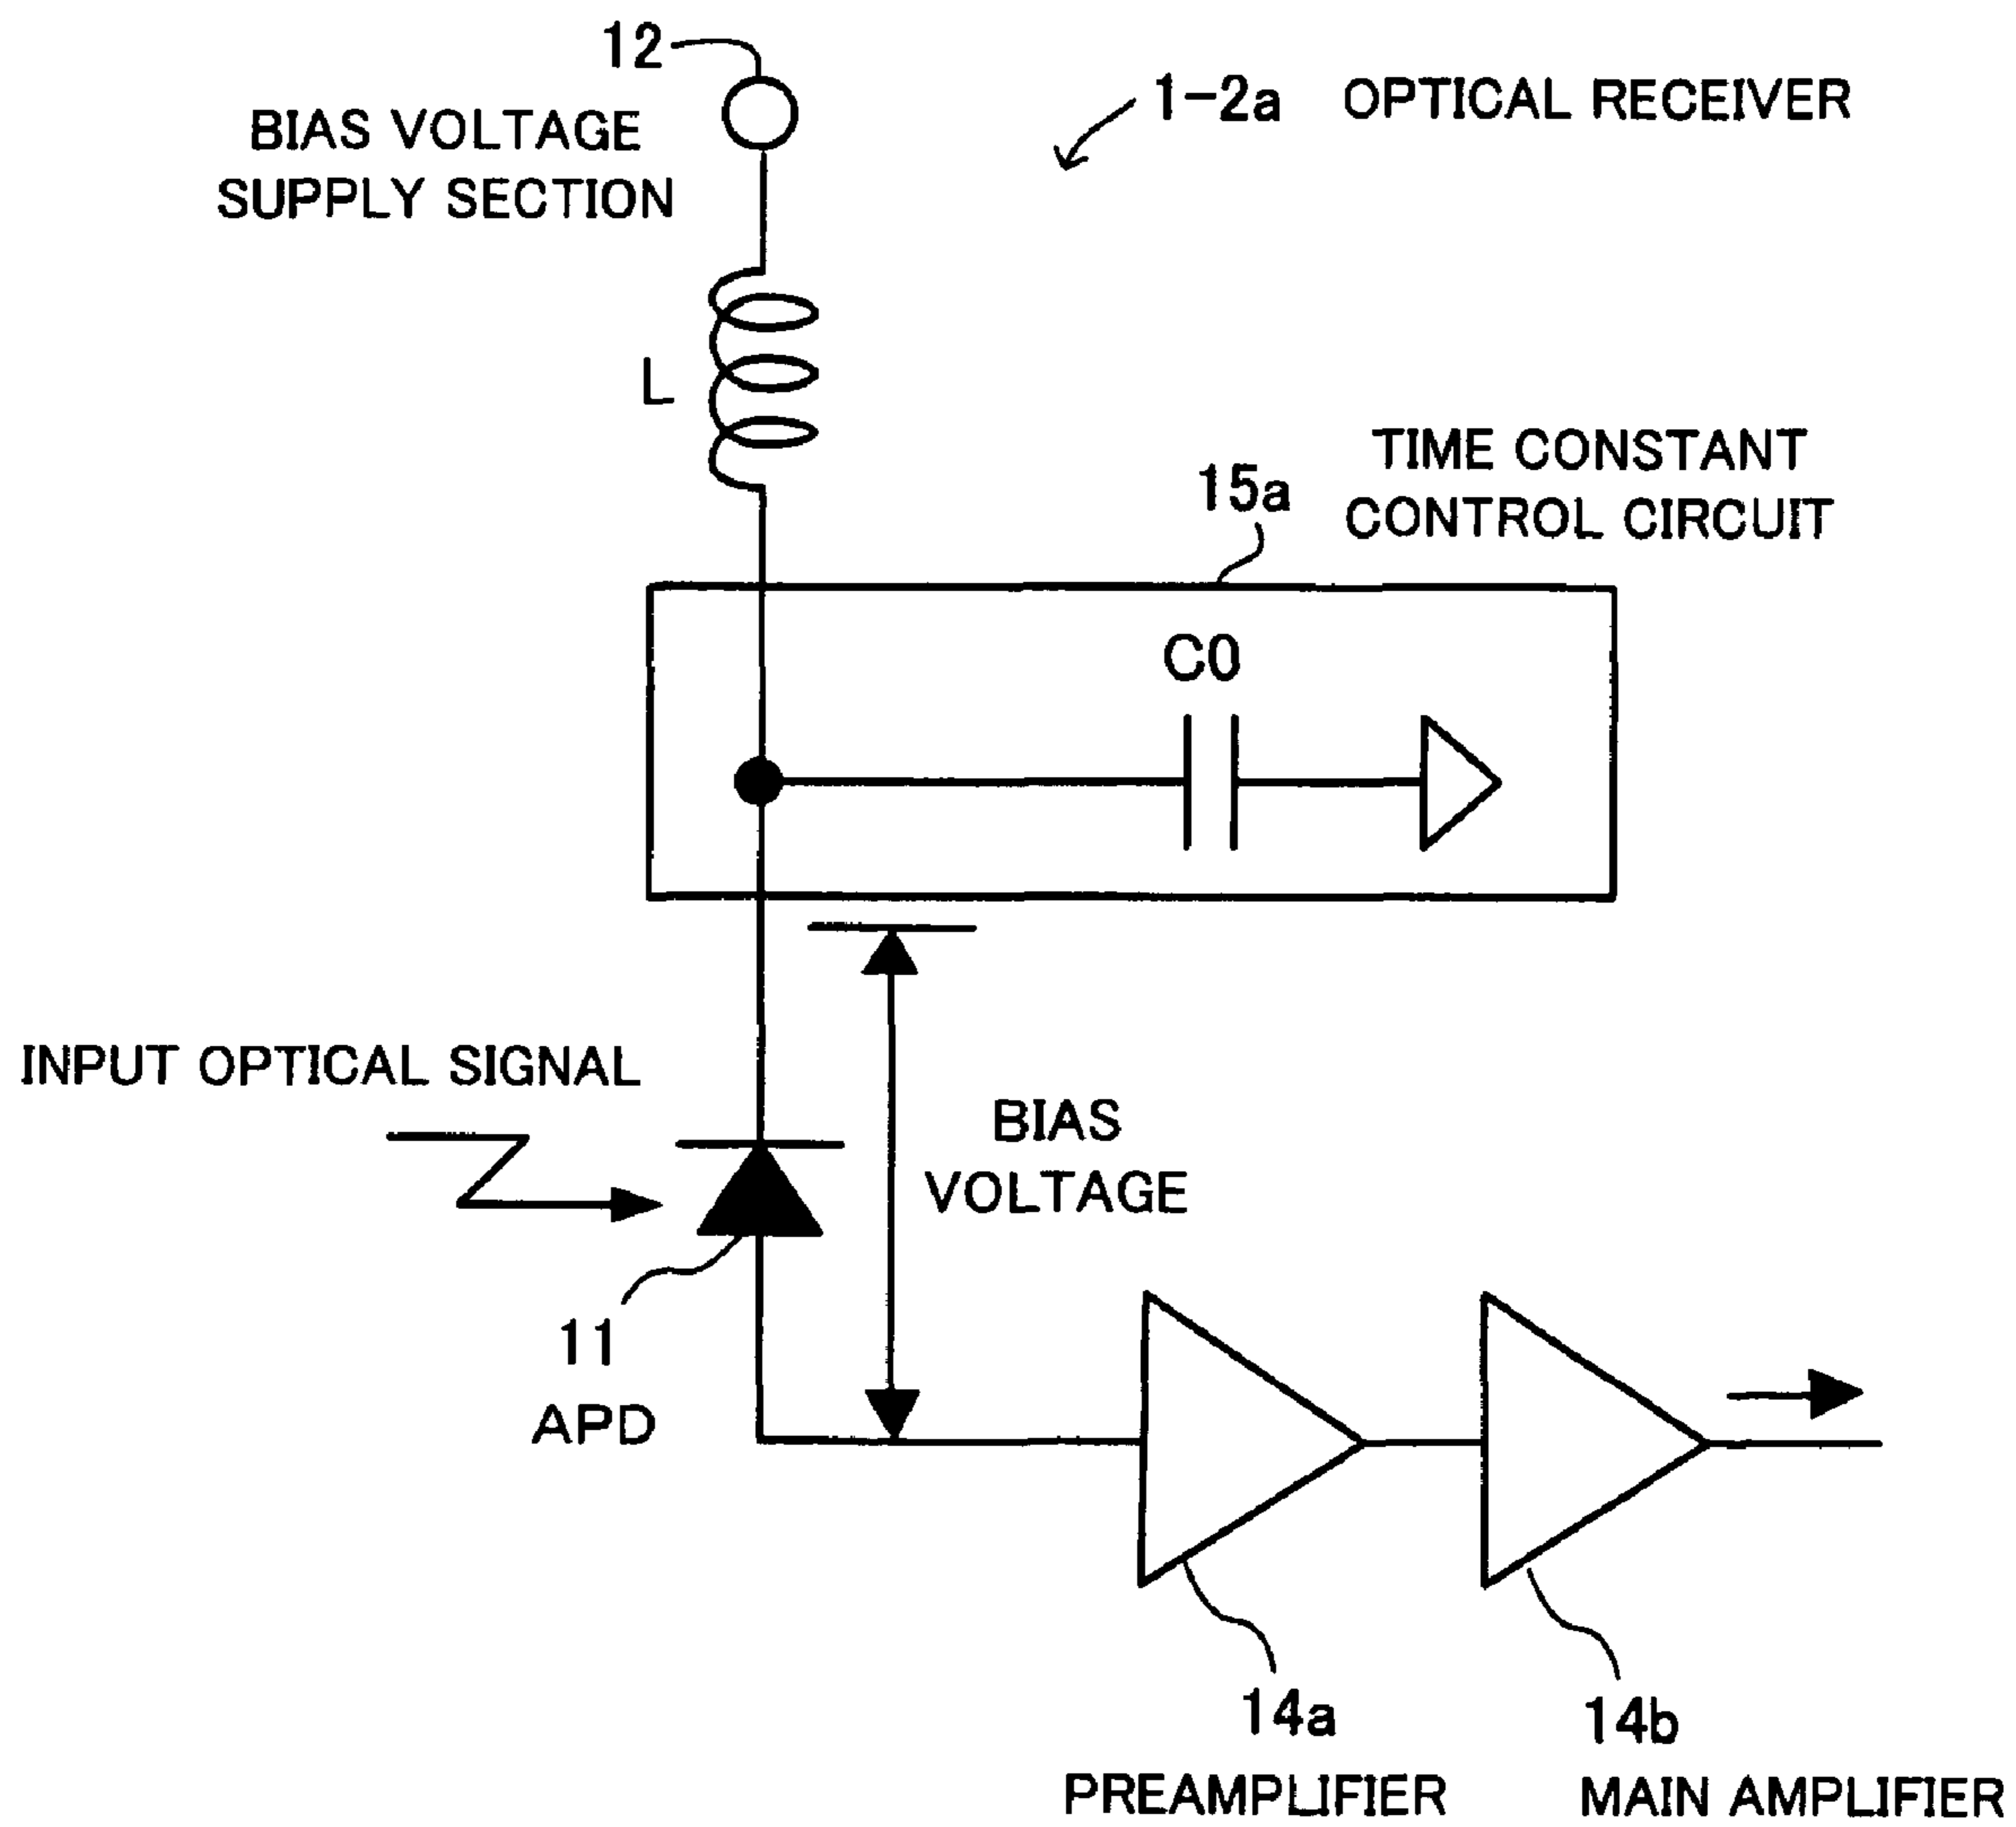 12
BIAS VOLTAGE
SUPPLY SECTION
1-2a OPTICAL RECEIVER
L
TIME CONSTANT
CONTROL CIRCUIT
15a
C0
INPUT OPTICAL SIGNAL
BIAS
VOLTAGE
11
APD
14a
PREAMPLIFIER
14b
MAIN AMPLIFIER